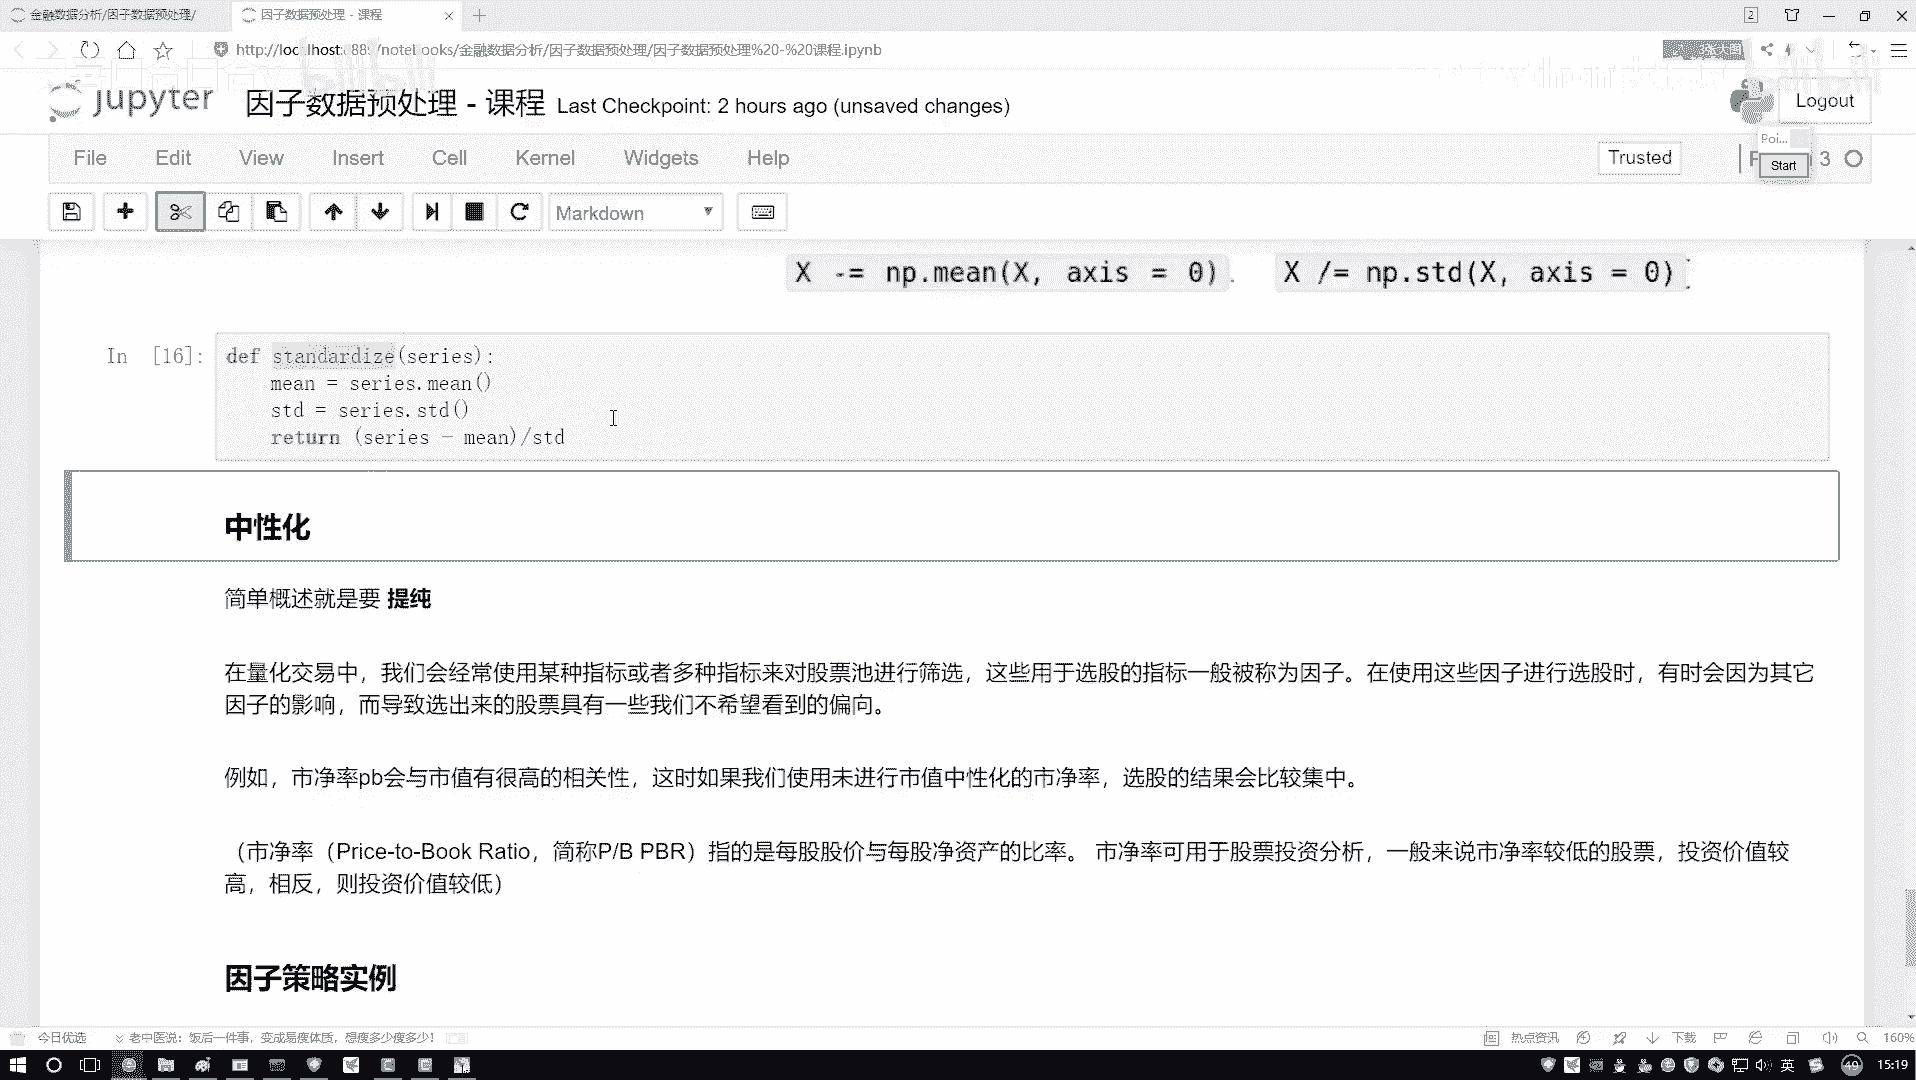 金融数据分析/因子数据预处理/
因子数据预处理 - 课程
2
/notebooks/金融数据分析/因子数据预处理/因子数据预处理%20-%20课程.ipynb
jupyter
因子数据预处理 - 课程 Last Checkpoint: 2 hours ago (unsaved changes)
Logout
File Edit View Insert Cell Kernel Widgets Help
Trusted
3
Poi...
Start
Markdown
X -= np.mean(X, axis = 0). X /= np.std(X, axis = 0)
In [16]:
def standardize(series):
mean = series.mean()
std = series.std()
return (series - mean)/std
中性化
简单概述就是要 提纯
在量化交易中，我们会经常使用某种指标或者多种指标来对股票池进行筛选，这些用于选股的指标一般被称为因子。在使用这些因子进行选股时，有时会因为其它
因子的影响，而导致选出来的股票具有一些我们不希望看到的偏向。
例如，市净率pb会与市值有很高的相关性，这时如果我们使用未进行市值中性化的市净率，选股的结果会比较集中。
（市净率（Price-to-Book Ratio，简称P/B PBR）指的是每股股价与每股净资产的比率。 市净率可用于股票投资分析，一般来说市净率较低的股票，投资价值较
高，相反，则投资价值较低）
因子策略实例
今日优选
老中医说：饭后一件事，变成易瘦体质，想瘦多少瘦多少！
热点资讯
下载
160%
英
49
15:19